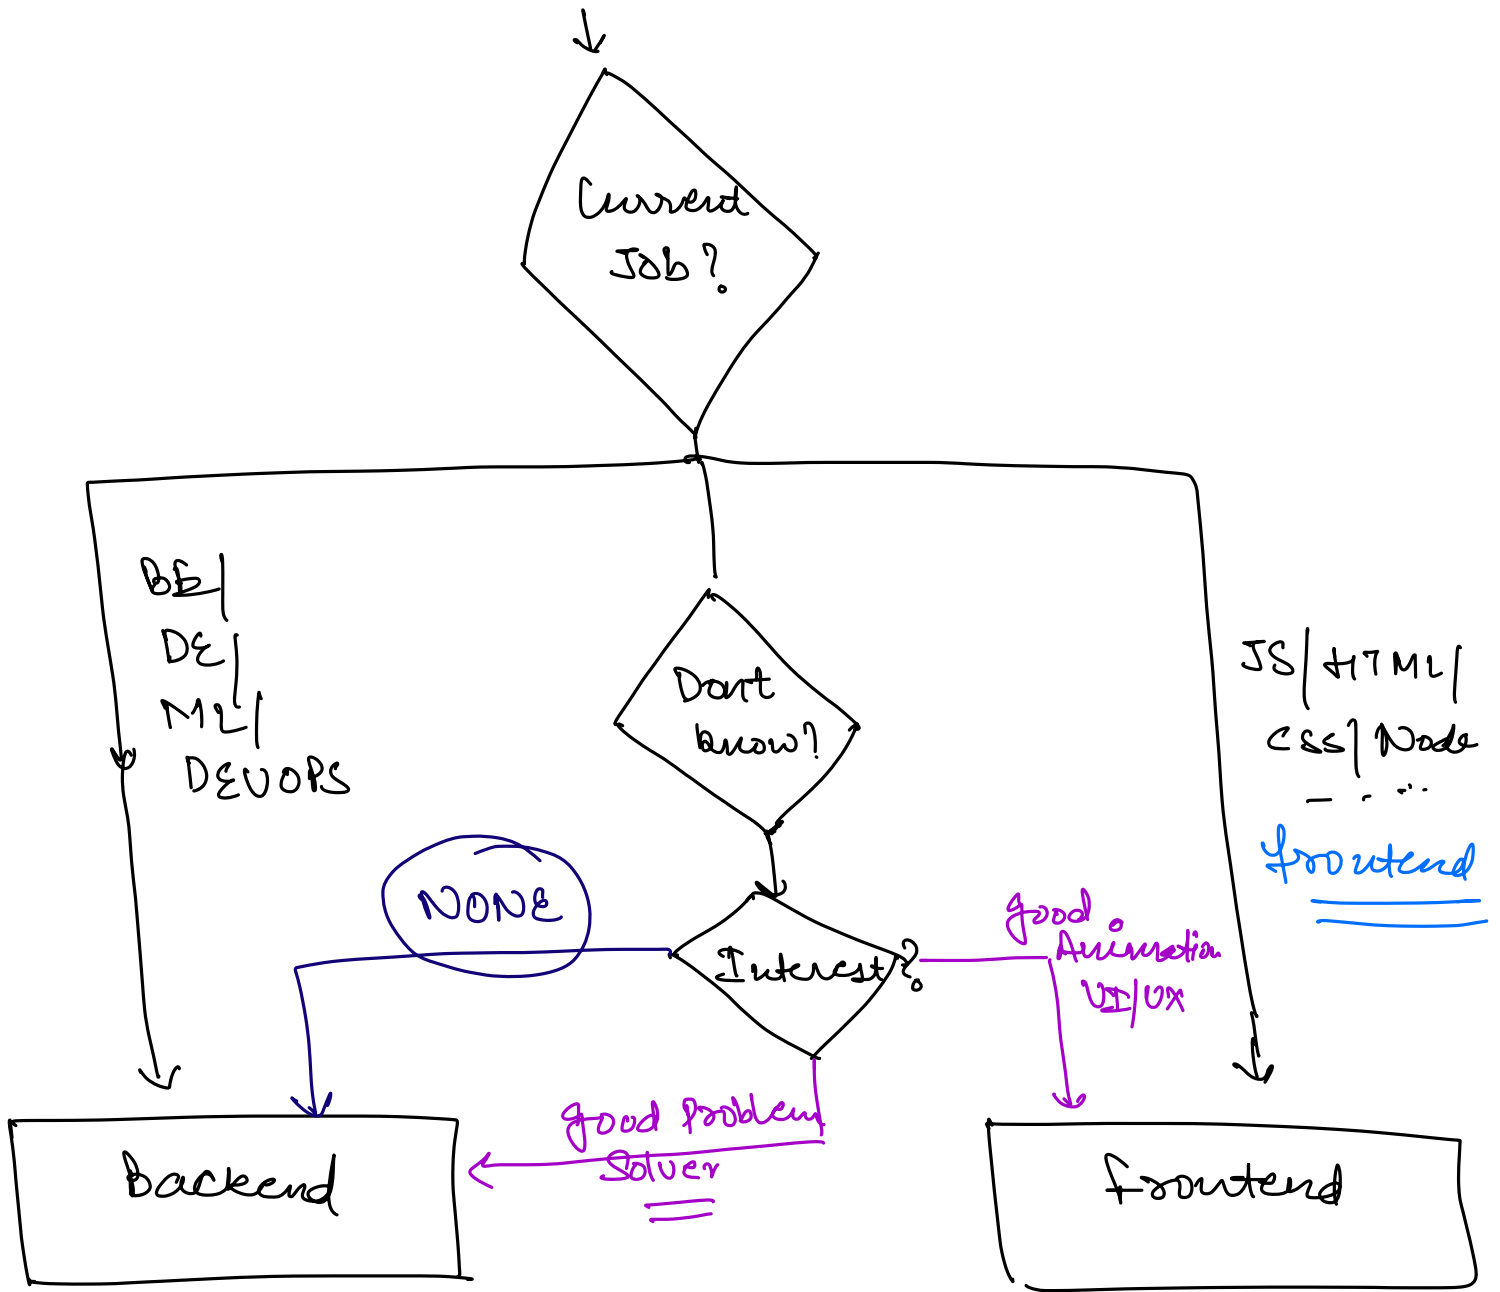 Current
Job?
BE/
DE/
ML/
DEVOPS
Dont
know?
JS/HTML/
CSS/Node
- . . . .
frontend
NONE
Interest?
good
Animation
UI/UX
good Problem
Solver
Backend
frontend